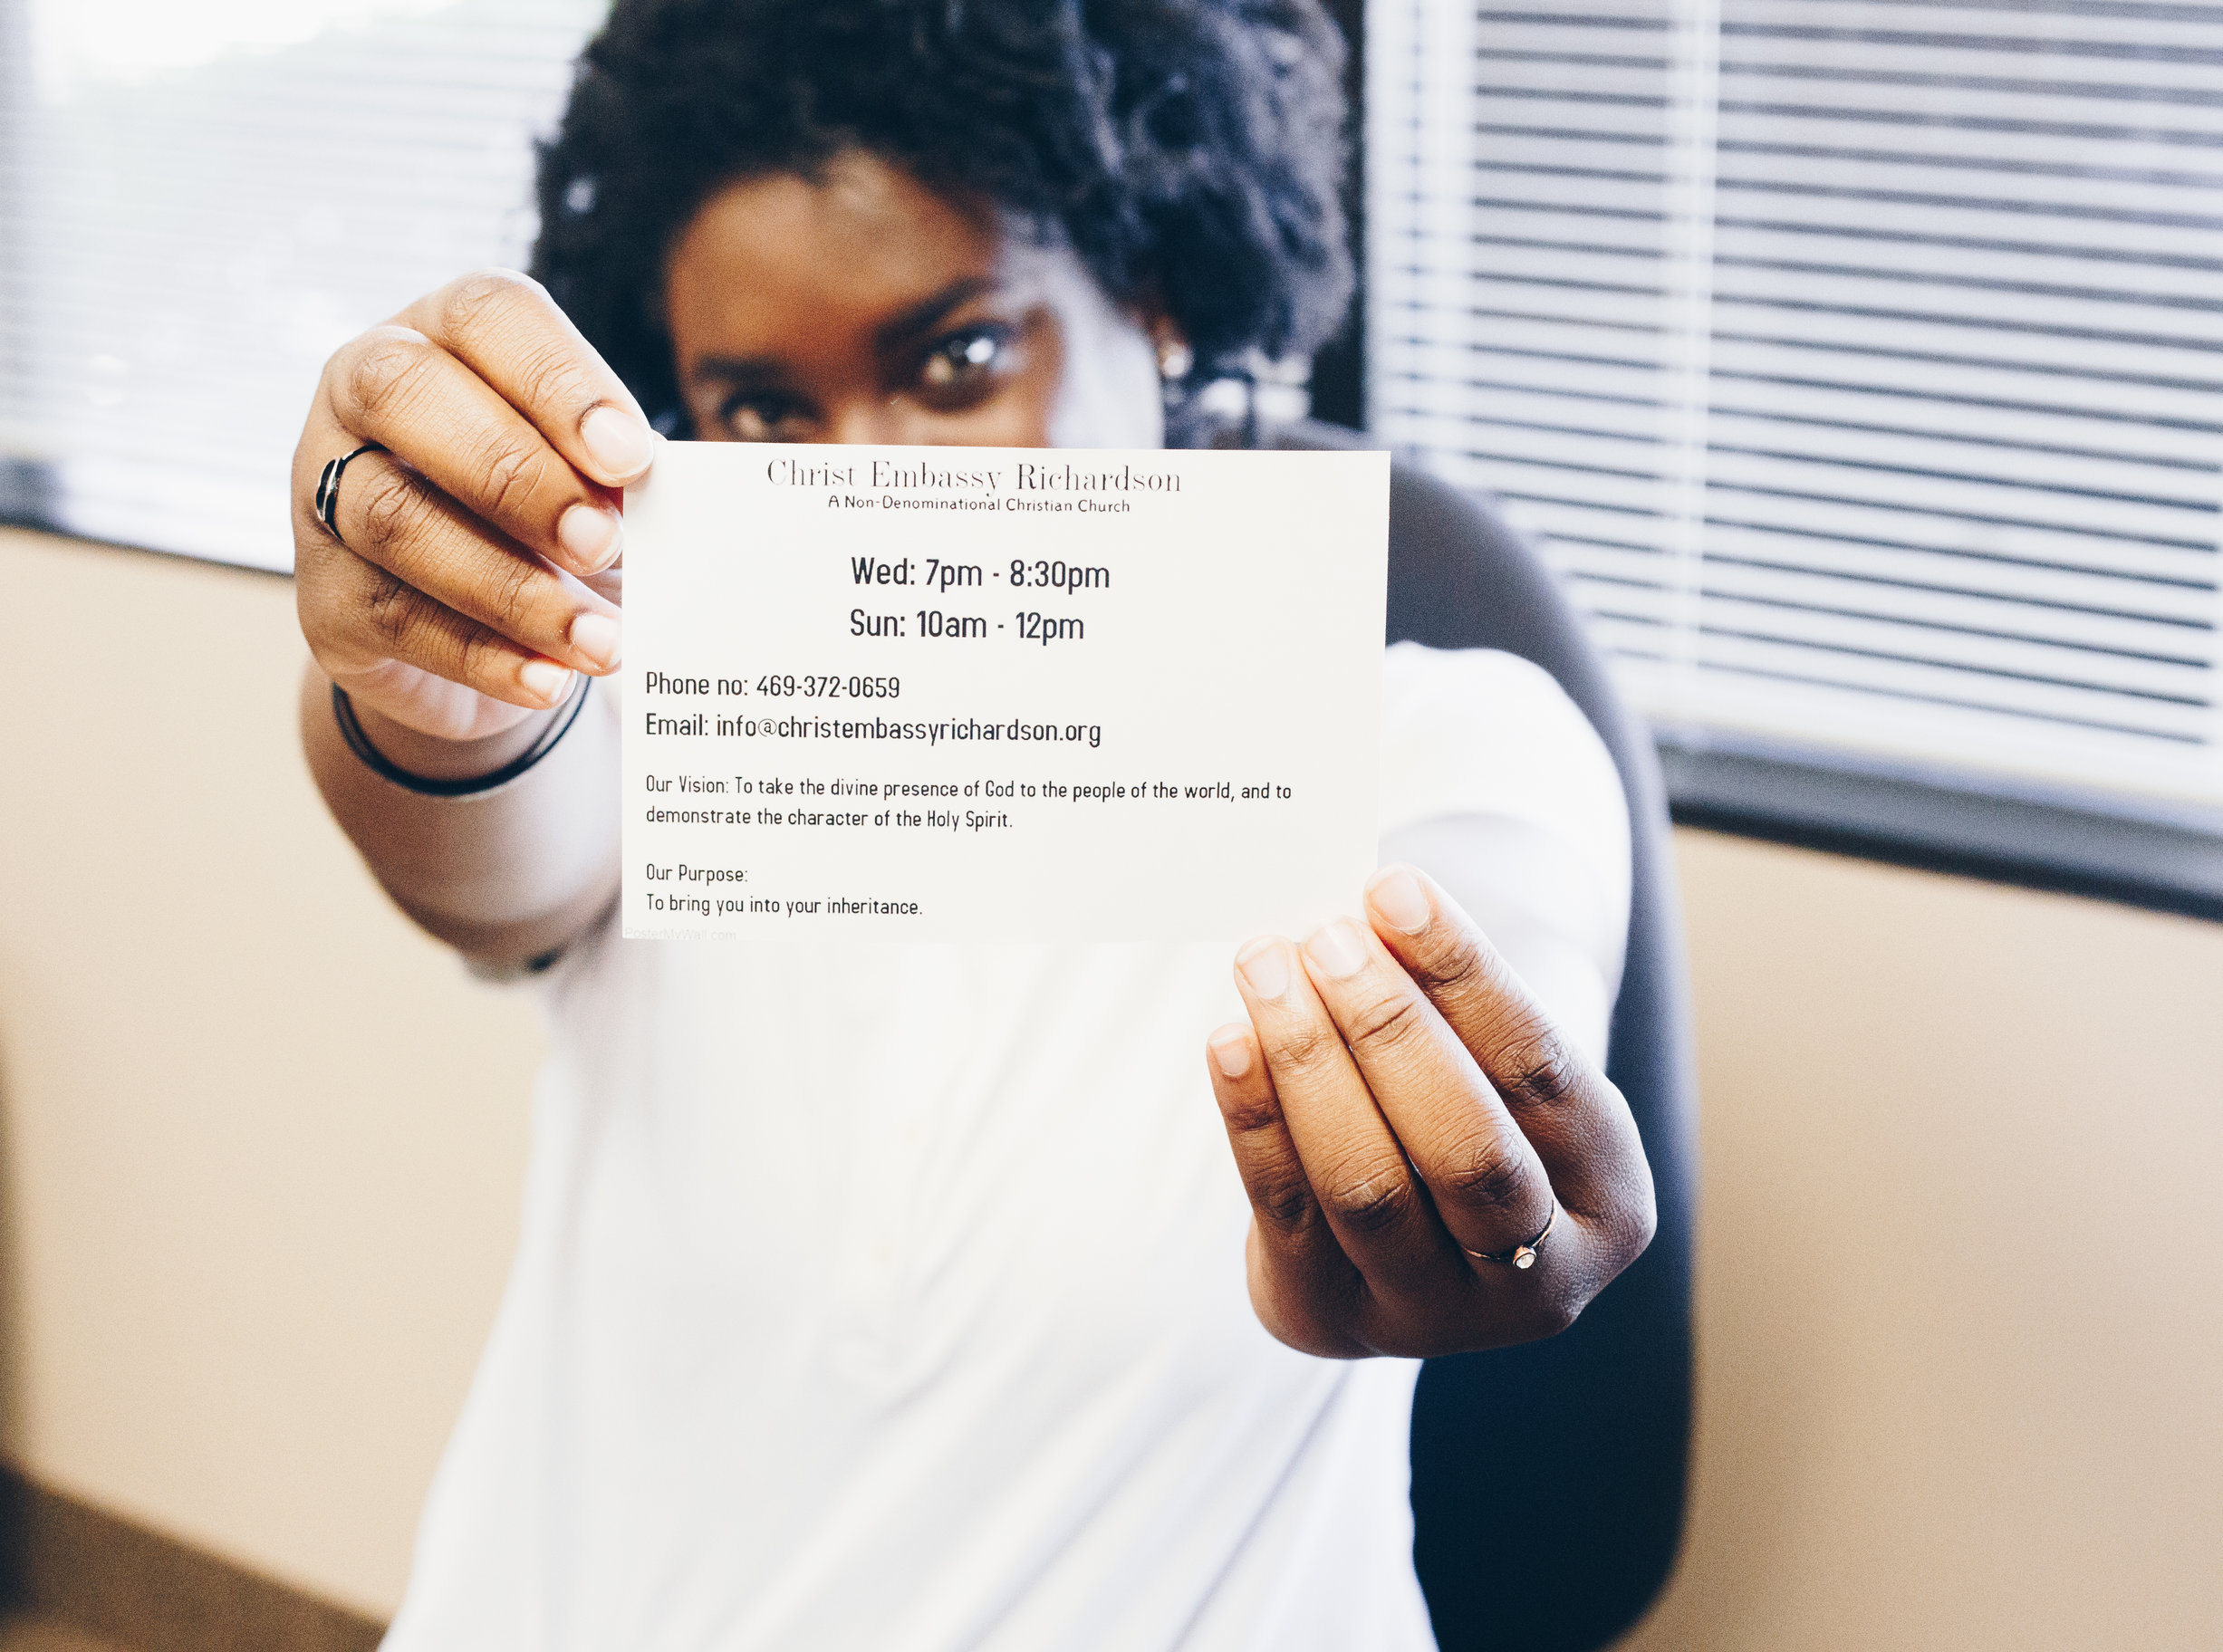 Christ Embassy Richardson
A Non-Denominational Christian Church
Wed: 7pm - 8:30pm
Sun: 10am - 12pm
Phone no: 469-372-0659
Email: info@christembassyrichardson.org
Our Vision: To take the divine presence of God to the people of the world, and to
demonstrate the character of the Holy Spirit.
Our Purpose:
To bring you into your inheritance.
PosterMyWall.com